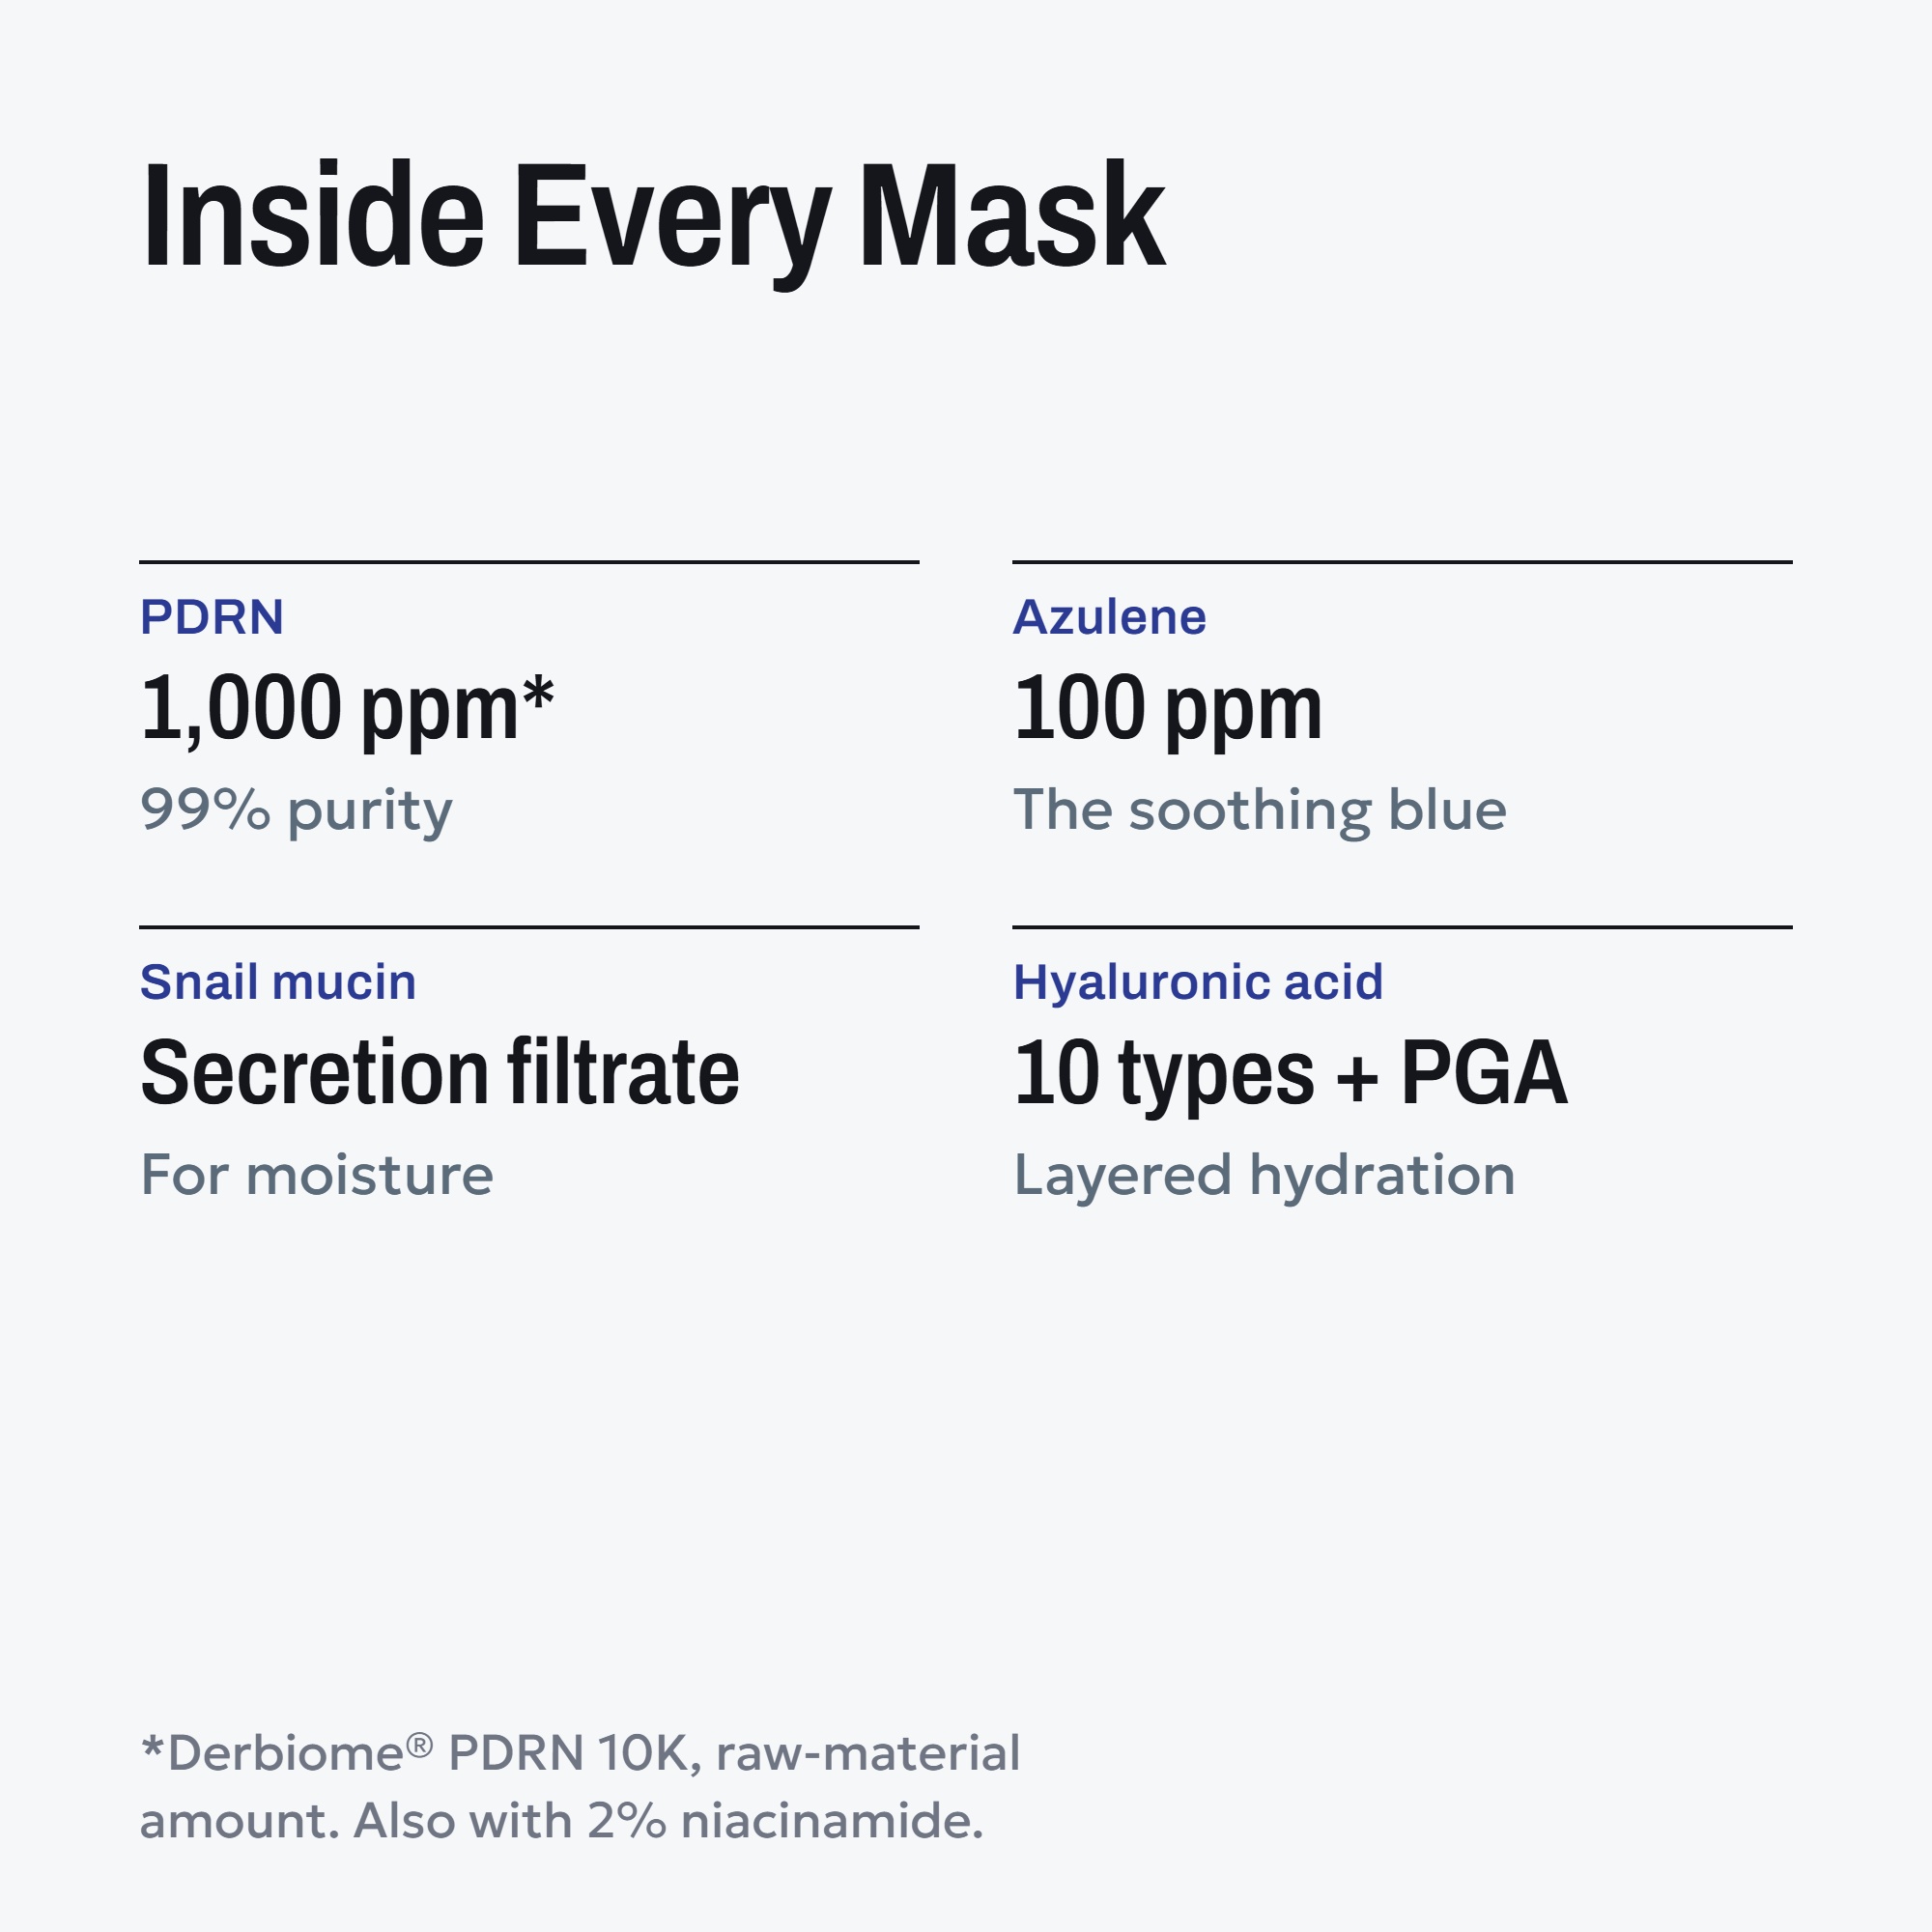 Inside Every Mask
PDRN
1,000 ppm*
99% purity
Azulene
100 ppm
The soothing blue
Snail mucin
Secretion filtrate
For moisture
Hyaluronic acid
10 types + PGA
Layered hydration
*Derbiome® PDRN 10K, raw-material
amount. Also with 2% niacinamide.